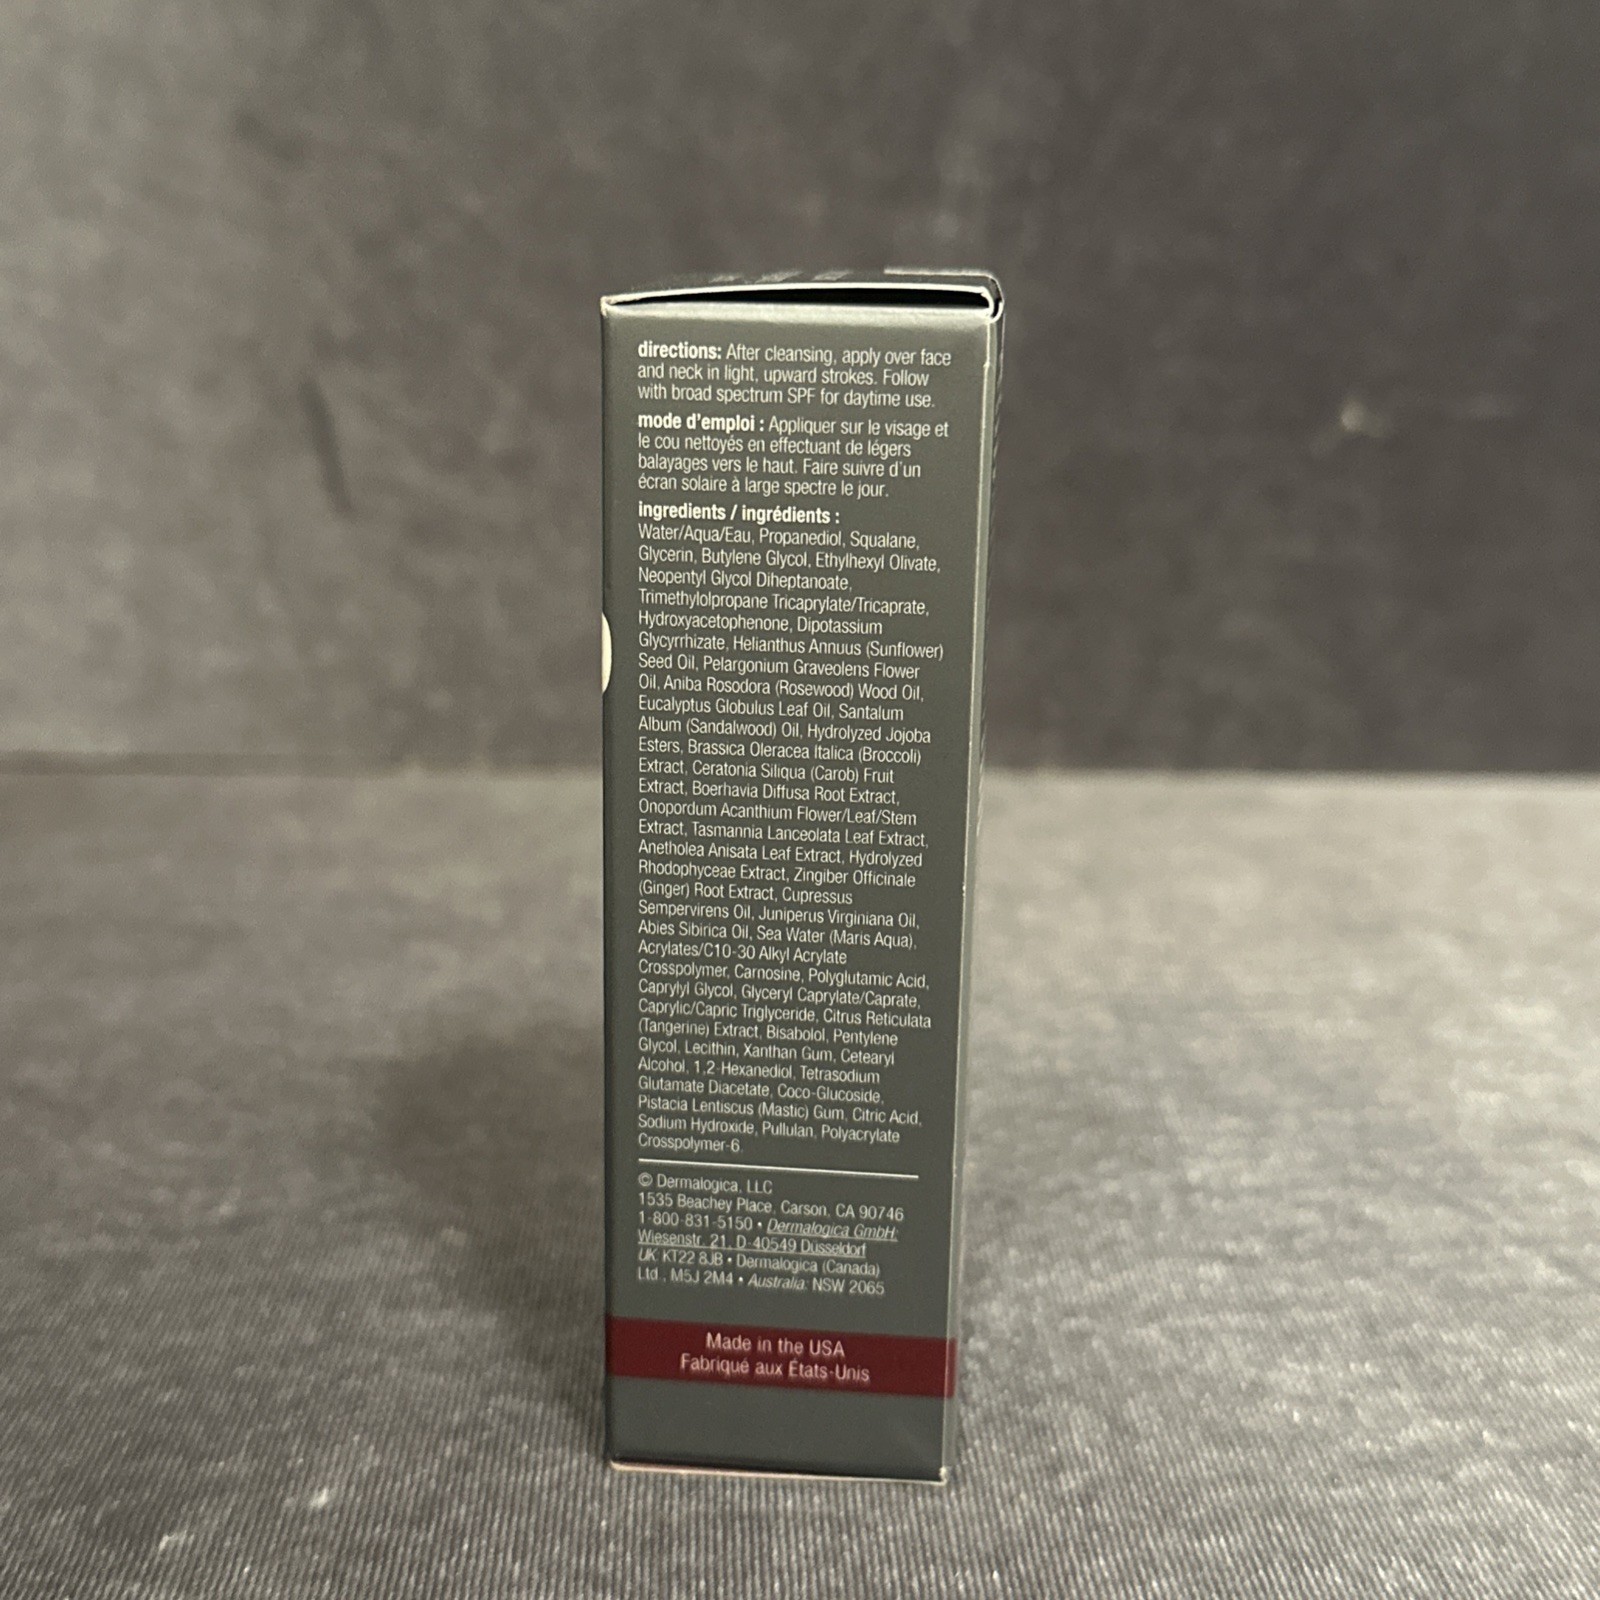 directions: After cleansing, apply over face
and neck in light, upward strokes. Follow
with broad spectrum SPF for daytime use.
mode d'emploi : Appliquer sur le visage et
le cou nettoyés en effectuant de légers
balayages vers le haut. Faire suivre d'un
écran solaire à large spectre le jour.
ingredients / ingrédients :
Water/Aqua/Eau, Propanediol, Squalane,
Glycerin, Butylene Glycol, Ethylhexyl Olivate,
Neopentyl Glycol Diheptanoate,
Trimethylolpropane Tricaprylate/Tricaprate,
Hydroxyacetophenone, Dipotassium
Glycyrrhizate, Helianthus Annuus (Sunflower)
Seed Oil, Pelargonium Graveolens Flower
Oil, Aniba Rosodora (Rosewood) Wood Oil,
Eucalyptus Globulus Leaf Oil, Santalum
Album (Sandalwood) Oil, Hydrolyzed Jojoba
Esters, Brassica Oleracea Italica (Broccoli)
Extract, Ceratonia Siliqua (Carob) Fruit
Extract, Boerhavia Diffusa Root Extract,
Onopordum Acanthium Flower/Leaf/Stem
Extract, Tasmannia Lanceolata Leaf Extract,
Anetholea Anisata Leaf Extract, Hydrolyzed
Rhodophyceae Extract, Zingiber Officinale
(Ginger) Root Extract, Cupressus
Sempervirens Oil, Juniperus Virginiana Oil,
Abies Sibirica Oil, Sea Water (Maris Aqua),
Acrylates/C10-30 Alkyl Acrylate
Crosspolymer, Carnosine, Polyglutamic Acid,
Caprylyl Glycol, Glyceryl Caprylate/Caprate,
Caprylic/Capric Triglyceride, Citrus Reticulata
(Tangerine) Extract, Bisabolol, Pentylene
Glycol, Lecithin, Xanthan Gum, Cetearyl
Alcohol, 1,2-Hexanediol, Tetrasodium
Glutamate Diacetate, Coco-Glucoside,
Pistacia Lentiscus (Mastic) Gum, Citric Acid,
Sodium Hydroxide, Pullulan, Polyacrylate
Crosspolymer-6.
© Dermalogica, LLC
1535 Beachey Place, Carson, CA 90746
1-800-831-5150 • Dermalogica GmbH:
Wiesenstr. 21, D-40549 Düsseldorf
UK: KT22 8JB • Dermalogica (Canada)
Ltd., M5J 2M4 • Australia: NSW 2065
Made in the USA
Fabriqué aux États-Unis